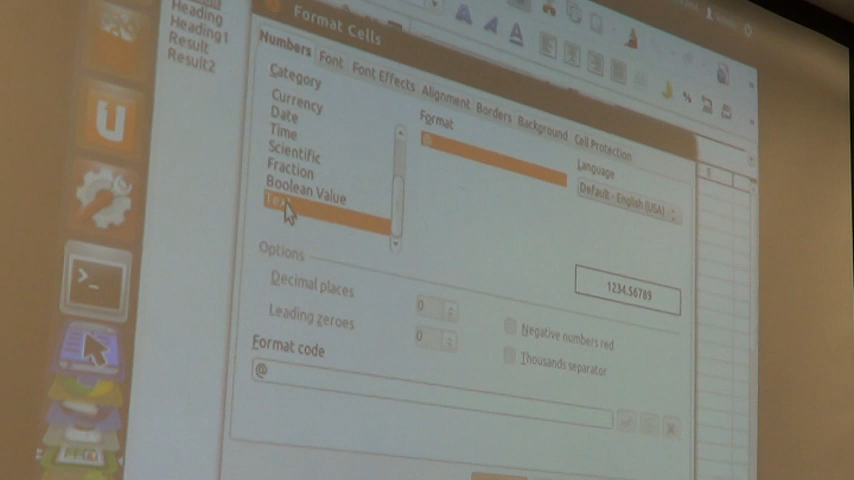 Heading
Heading1
Result
Result2
Format Cells
Numbers Font Font Effects Alignment Borders Background Cell Protection
Category
Currency
Date
Time
Scientific
Fraction
Boolean Value
Text
Format
@
Language
Default - English (USA)
1234.56789
Options
Decimal places 0
Leading zeroes 0
Negative numbers red
Thousands separator
Format code
@